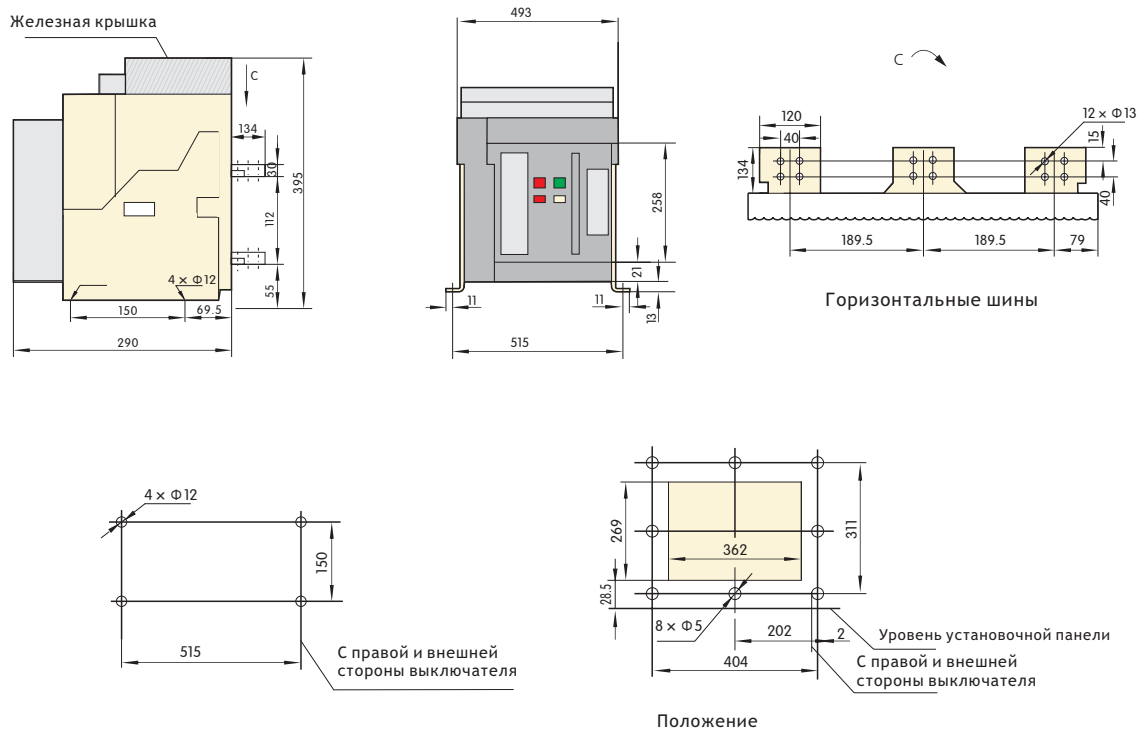 Железная крышка
C
134
30
395
112
4 × Φ12
55
150
69.5
290
493
258
21
11
11
13
515
C
120
40
12 × Φ13
15
134
40
189.5
189.5
79
Горизонтальные шины
4 × Φ12
150
515
С правой и внешней
стороны выключателя
269
362
311
28.5
8 × Φ5
202
2
404
Уровень установочной панели
С правой и внешней
стороны выключателя
Положение